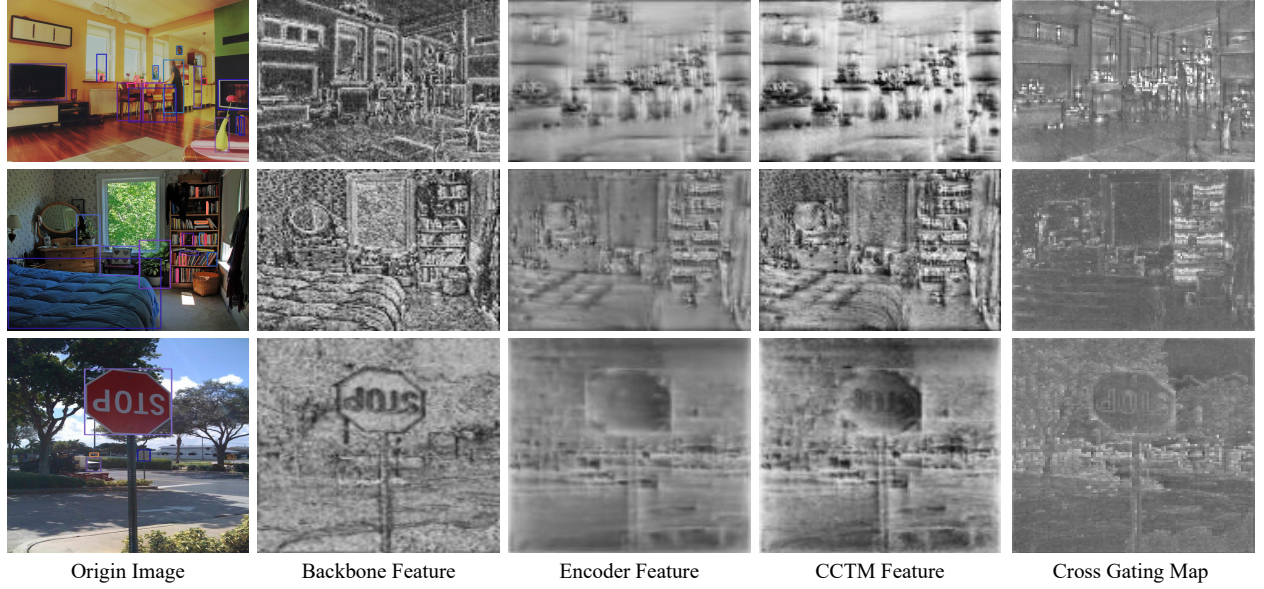 STOP
Origin Image
Backbone Feature
Encoder Feature
CCTM Feature
Cross Gating Map